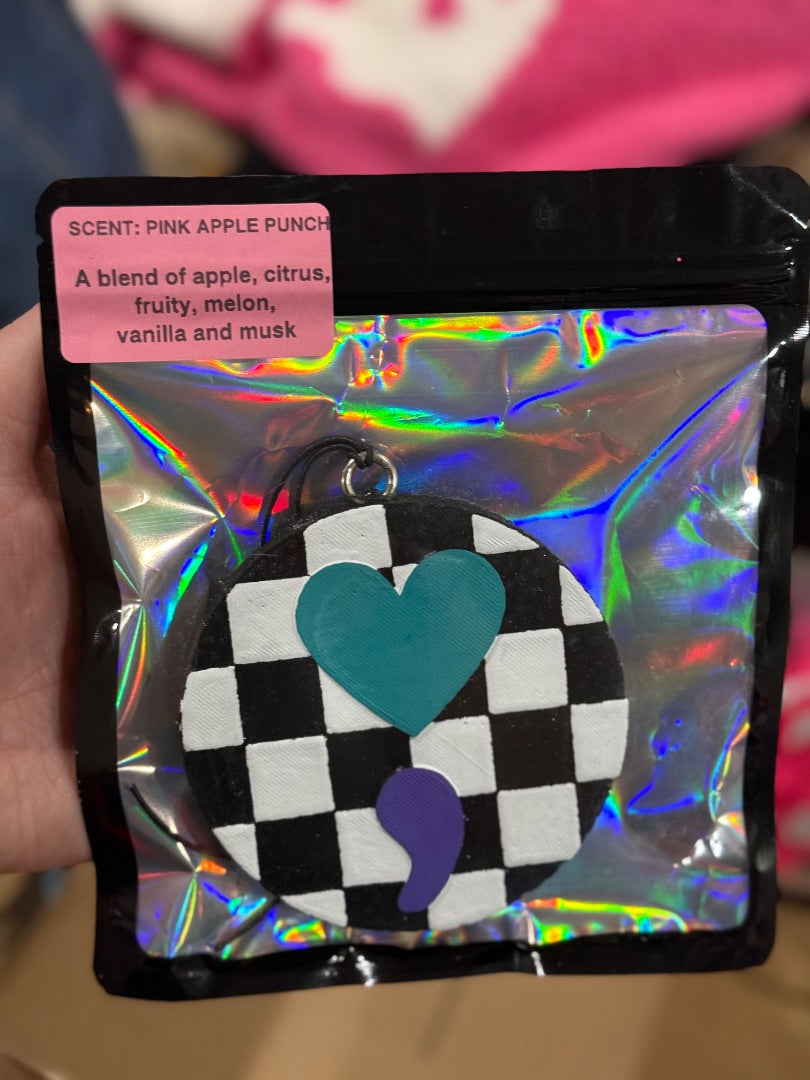 SCENT: PINK APPLE PUNCH
A blend of apple, citrus,
fruity, melon,
vanilla and musk